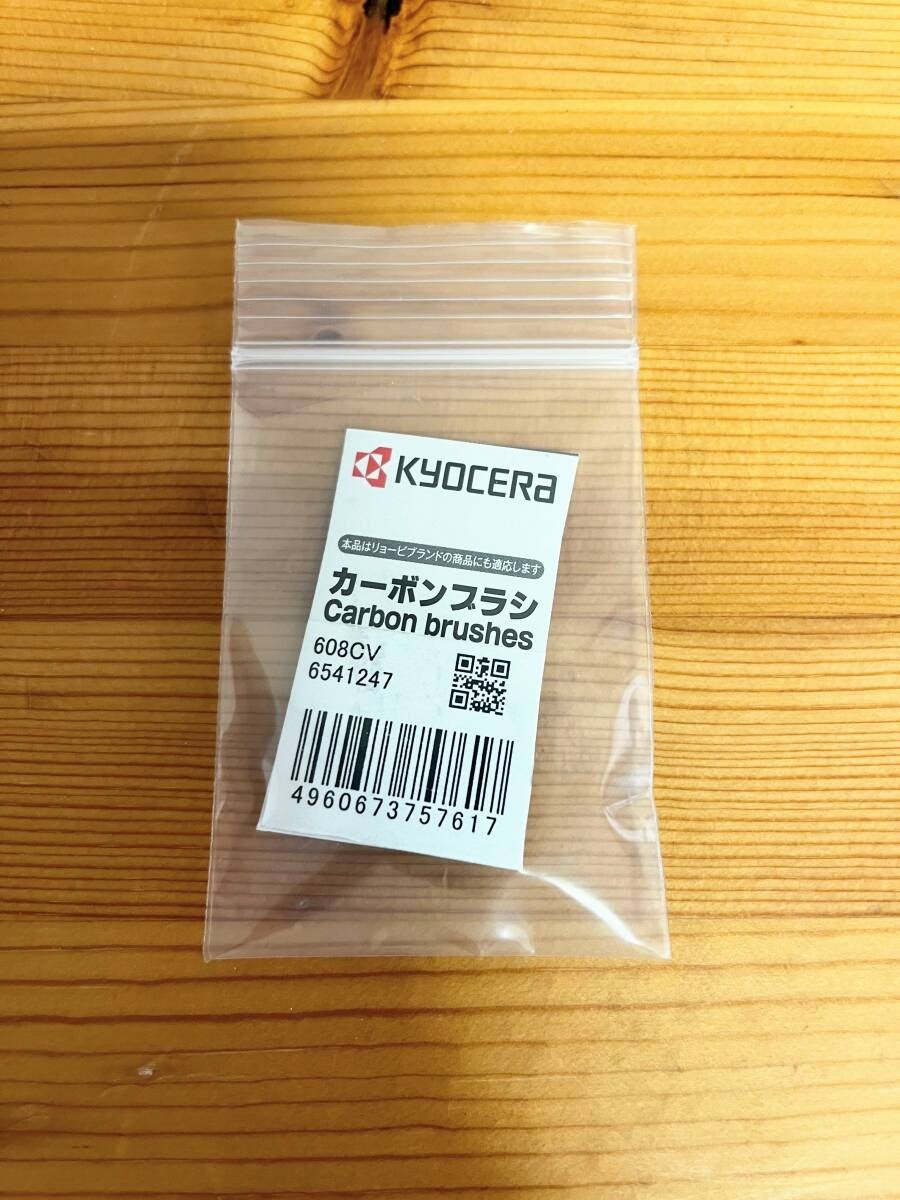 KYOCERA
本品はリョービブランドの商品にも適応します
カーボンブラシ
Carbon brushes
608CV
6541247
4960673757617